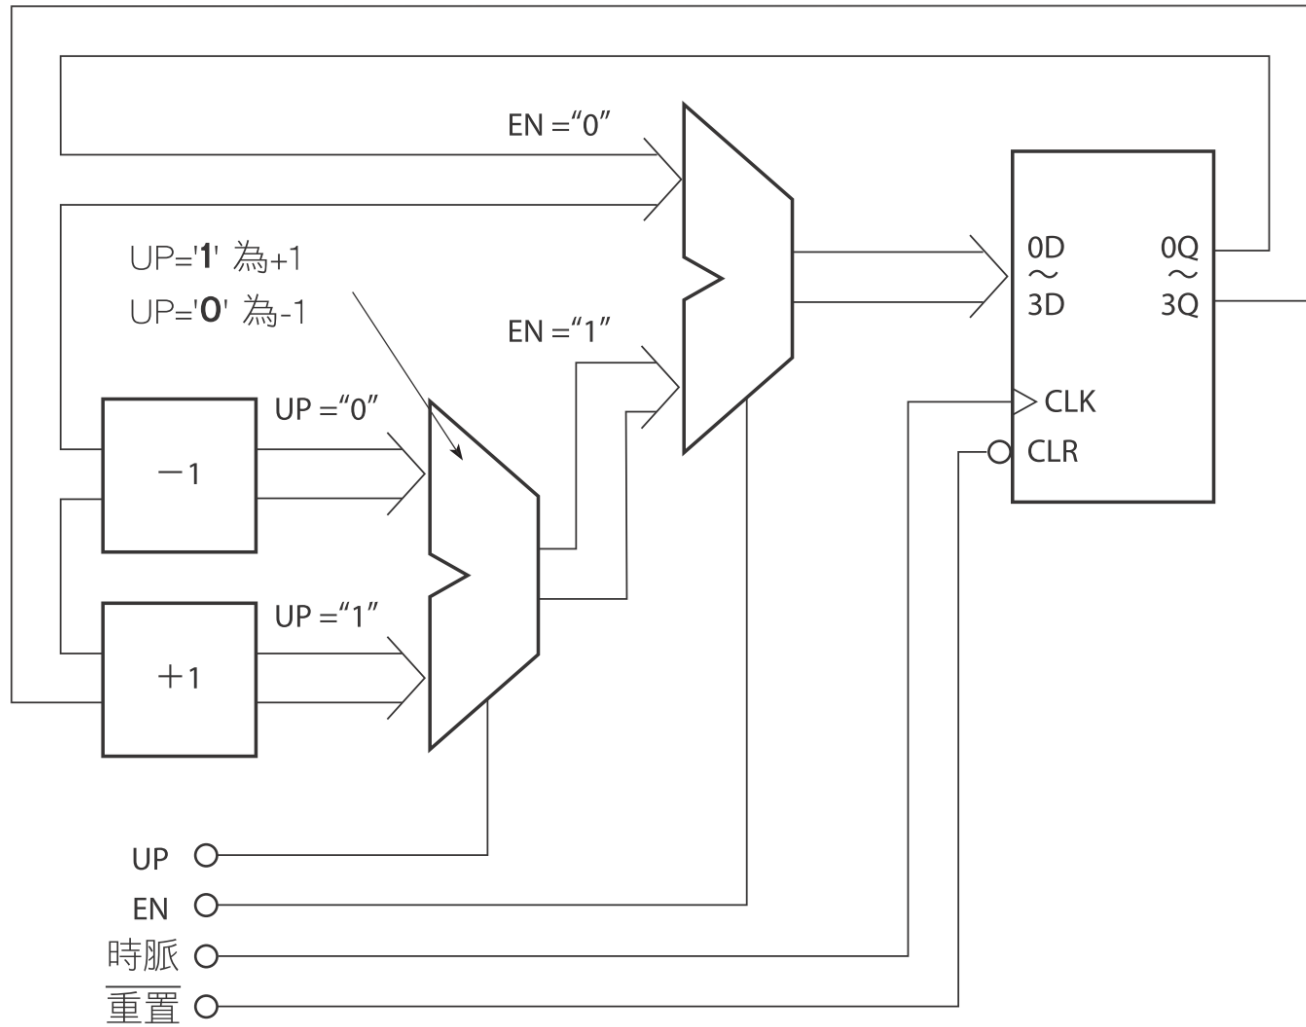 EN =“0”
UP='1' 為+1
UP='0' 為-1
EN =“1”
0D
〜
3D
0Q
〜
3Q
CLK
CLR
UP =“0”
−1
UP =“1”
+1
UP
EN
時脈
重置